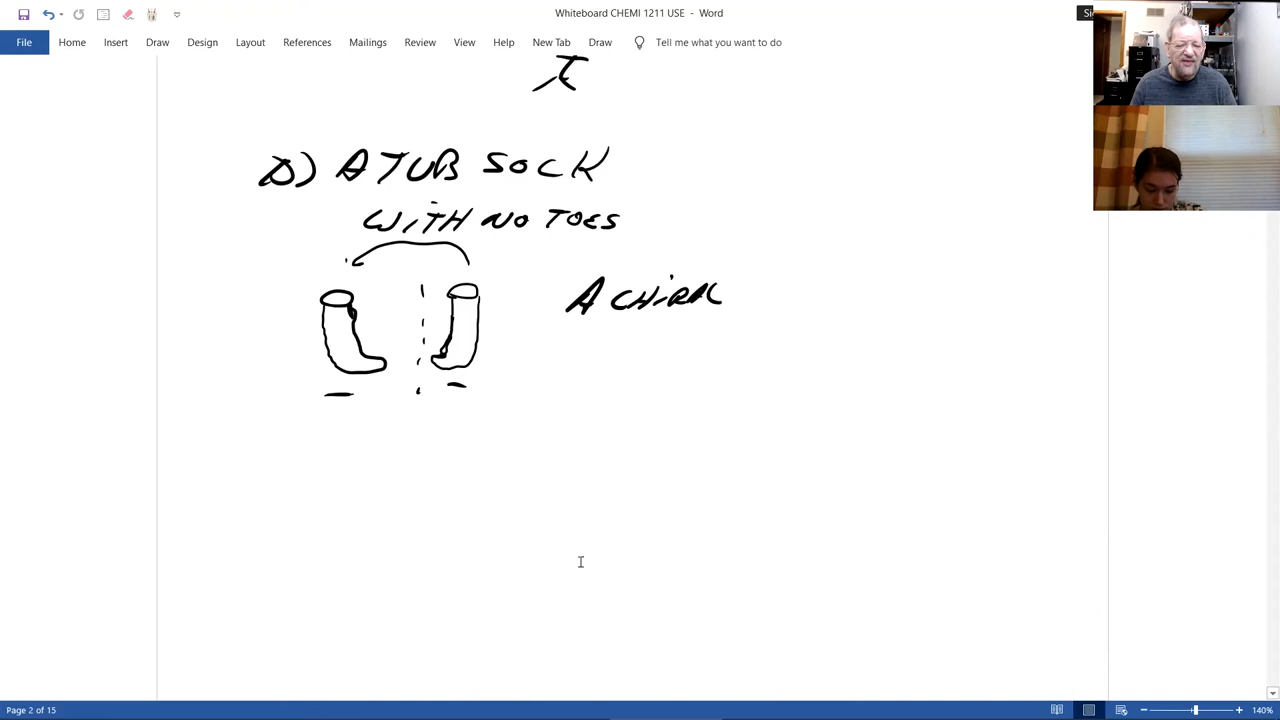 Whiteboard CHEMI 1211 USE - Word
File Home Insert Draw Design Layout References Mailings Review View Help New Tab Draw Tell me what you want to do
D) A TUB SOCK
WITH NO TOES
ACHIRAL
Page 2 of 15
140%